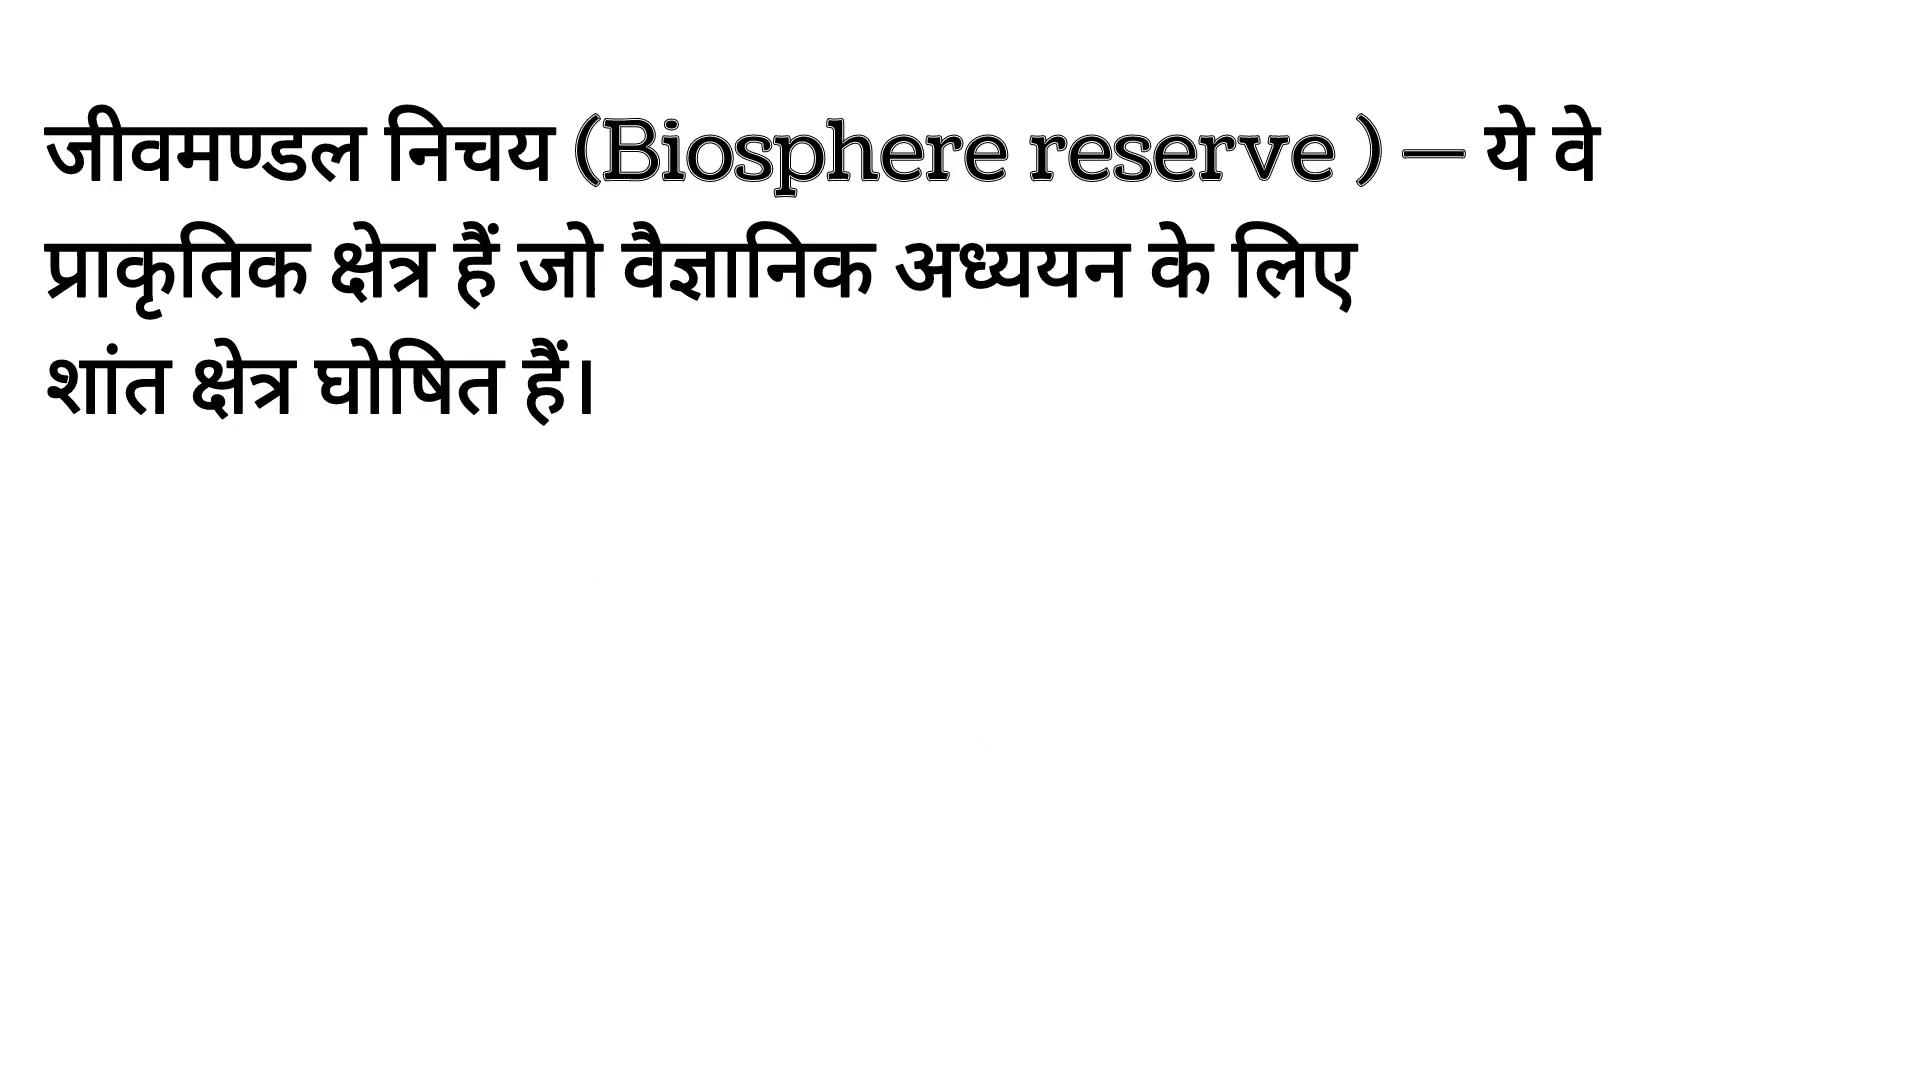 जीवमण्डल निचय (Biosphere reserve ) — ये वे
प्राकृतिक क्षेत्र हैं जो वैज्ञानिक अध्ययन के लिए
शांत क्षेत्र घोषित हैं।